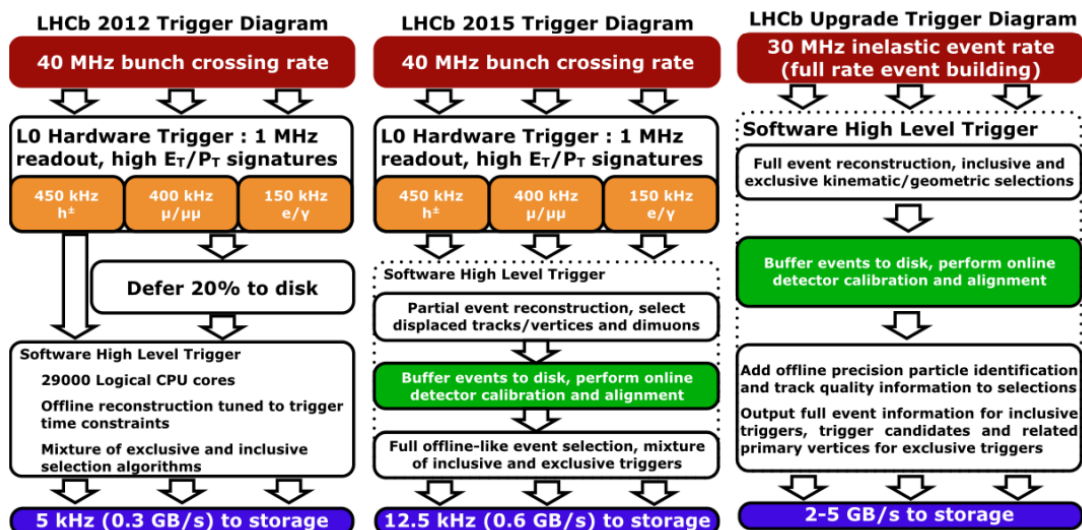 LHCb 2012 Trigger Diagram
40 MHz bunch crossing rate
L0 Hardware Trigger : 1 MHz
readout, high E_T/P_T signatures
450 kHz
h±
400 kHz
μ/μμ
150 kHz
e/γ
Defer 20% to disk
Software High Level Trigger
29000 Logical CPU cores
Offline reconstruction tuned to trigger
time constraints
Mixture of exclusive and inclusive
selection algorithms
5 kHz (0.3 GB/s) to storage
LHCb 2015 Trigger Diagram
40 MHz bunch crossing rate
L0 Hardware Trigger : 1 MHz
readout, high E_T/P_T signatures
450 kHz
h±
400 kHz
μ/μμ
150 kHz
e/γ
Software High Level Trigger
Partial event reconstruction, select
displaced tracks/vertices and dimuons
Buffer events to disk, perform online
detector calibration and alignment
Full offline-like event selection, mixture
of inclusive and exclusive triggers
12.5 kHz (0.6 GB/s) to storage
LHCb Upgrade Trigger Diagram
30 MHz inelastic event rate
(full rate event building)
Software High Level Trigger
Full event reconstruction, inclusive and
exclusive kinematic/geometric selections
Buffer events to disk, perform online
detector calibration and alignment
Add offline precision particle identification
and track quality information to selections
Output full event information for inclusive
triggers, trigger candidates and related
primary vertices for exclusive triggers
2-5 GB/s to storage